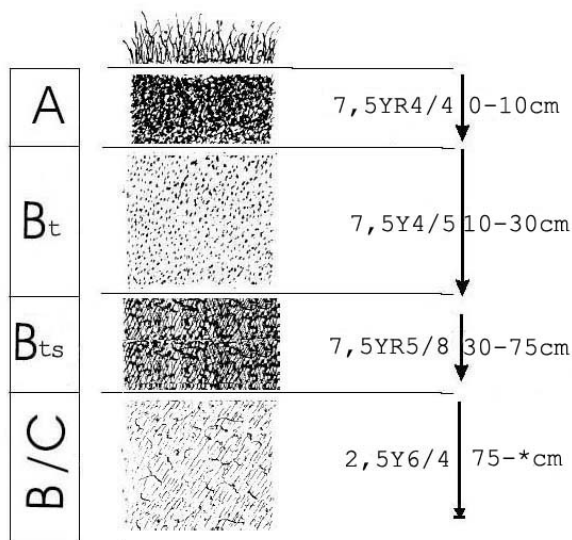 A
7,5YR4/4 0-10cm
Bt
7,5Y4/5 10-30cm
Bts
7,5YR5/8 30-75cm
B/C
2,5Y6/4 75-*cm